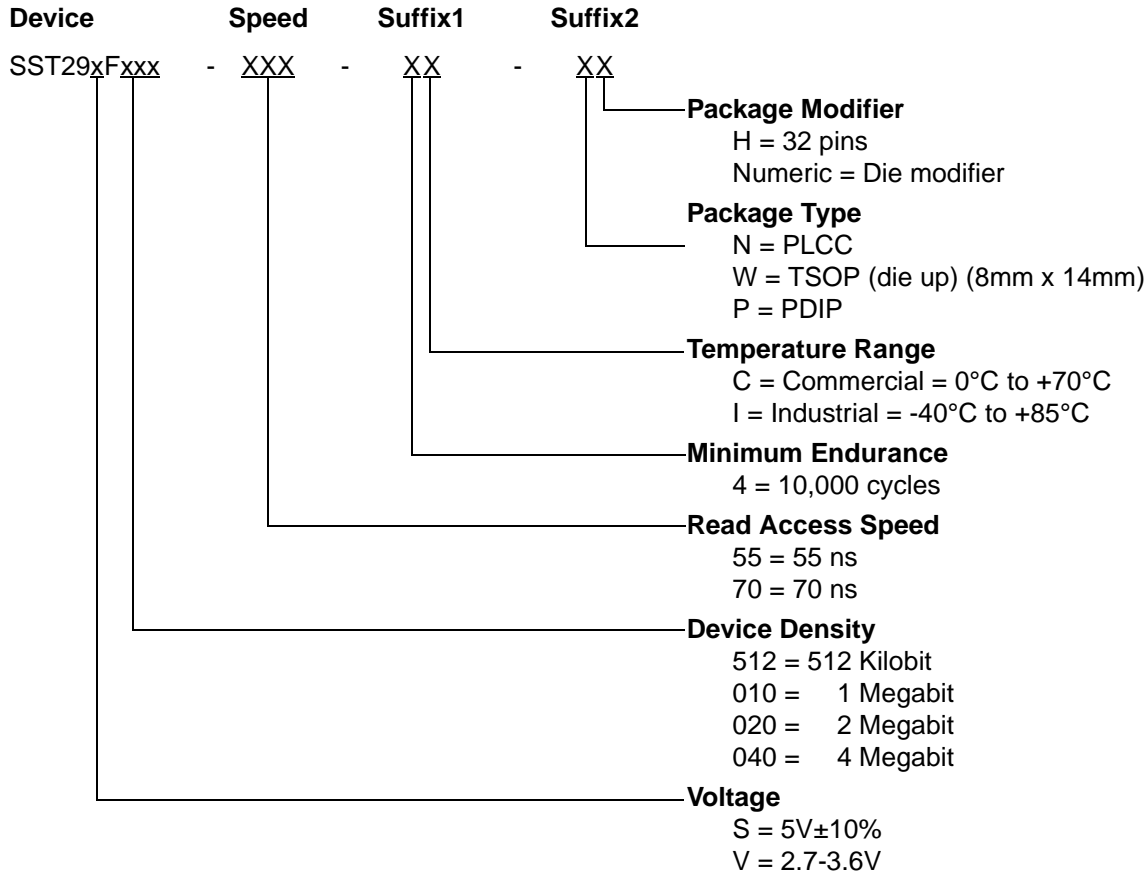 Device Speed Suffix1 Suffix2
SST29xFxxx - XXX - XX - XX
Package Modifier
H = 32 pins
Numeric = Die modifier
Package Type
N = PLCC
W = TSOP (die up) (8mm x 14mm)
P = PDIP
Temperature Range
C = Commercial = 0°C to +70°C
I = Industrial = -40°C to +85°C
Minimum Endurance
4 = 10,000 cycles
Read Access Speed
55 = 55 ns
70 = 70 ns
Device Density
512 = 512 Kilobit
010 = 1 Megabit
020 = 2 Megabit
040 = 4 Megabit
Voltage
S = 5V±10%
V = 2.7-3.6V